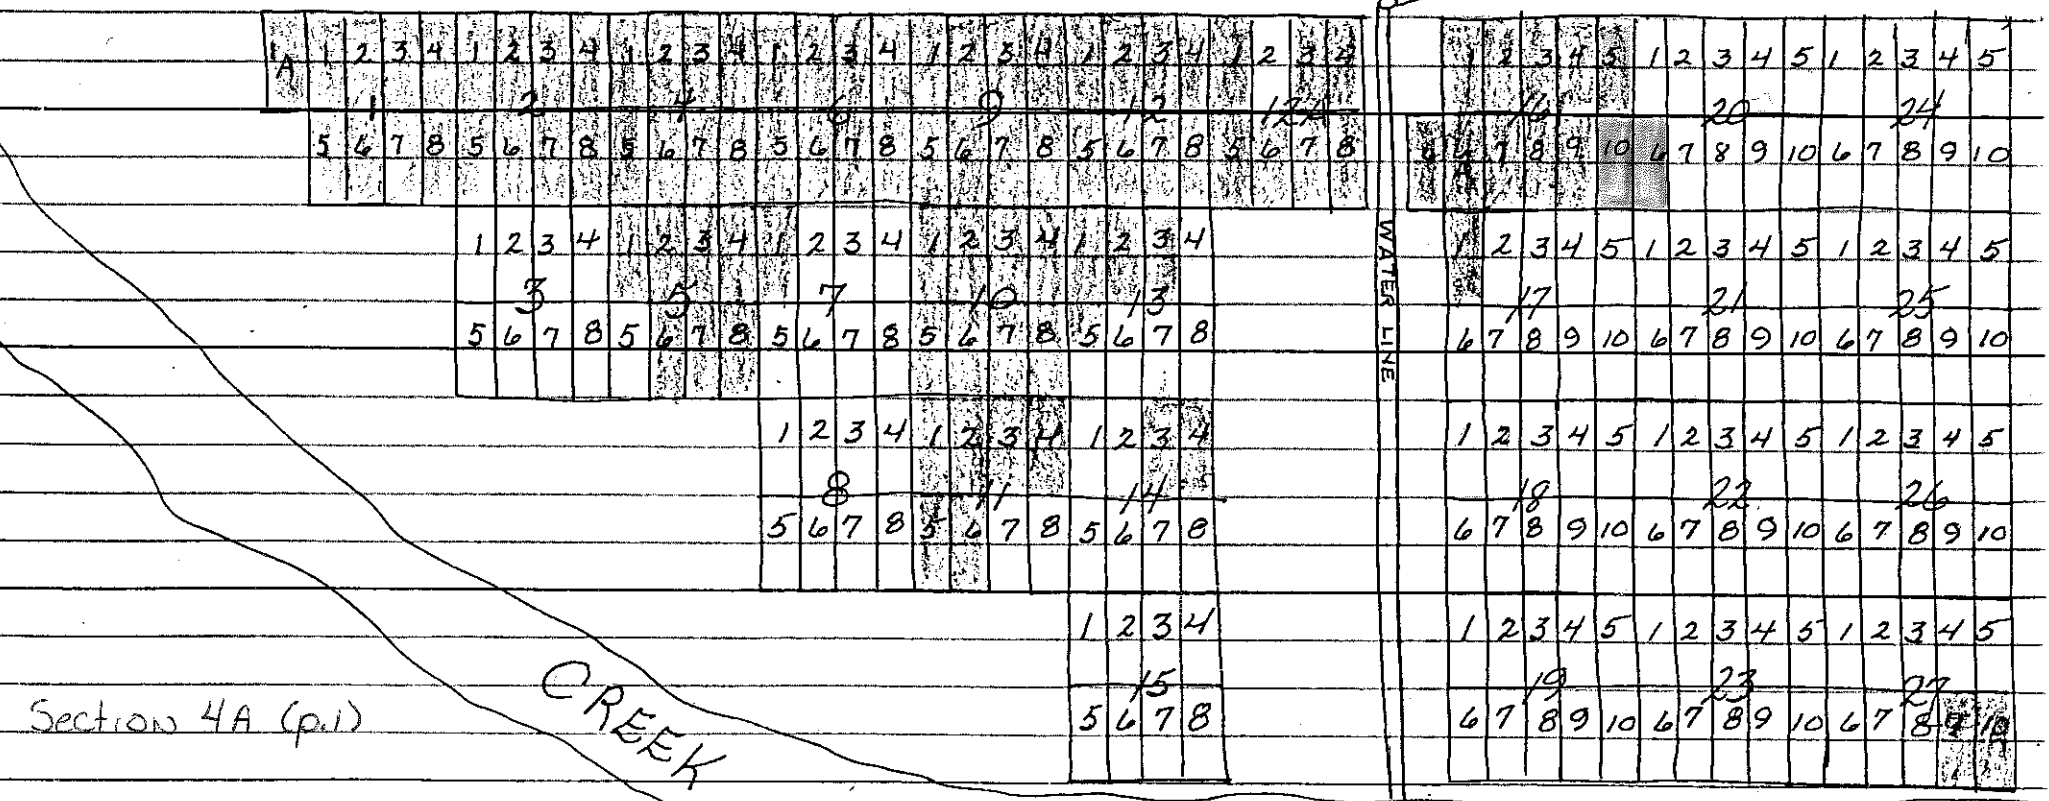 1 2 3 4 1 2 3 4 1 2 3 4 1 2 3 4 1 2 3 4 1 2 3 4 1 2 3 4 1 2 3 4 5 1 2 3 4 5 1 2 3 4 5
A
1 2 4 6 9 12 16 20 24
5 6 7 8 5 6 7 8 5 6 7 8 5 6 7 8 5 6 7 8 5 6 7 8 5 6 7 8 7 8 9 10 6 7 8 9 10 6 7 8 9 10
A
1 2 3 4 1 2 3 4 1 2 3 4 1 2 3 4 1 2 3 4 1 2 3 4 5 1 2 3 4 5 1 2 3 4 5
3 5 7 10 13 17 21 25
5 6 7 8 5 6 7 8 5 6 7 8 5 6 7 8 5 6 7 8 6 7 8 9 10 6 7 8 9 10 6 7 8 9 10
WATER LINE
1 2 3 4 1 2 3 4 1 2 3 4 1 2 3 4 5 1 2 3 4 5 1 2 3 4 5
8 11 14 18 22 26
5 6 7 8 5 6 7 8 5 6 7 8 6 7 8 9 10 6 7 8 9 10 6 7 8 9 10
1 2 3 4 1 2 3 4 5 1 2 3 4 5 1 2 3 4 5
15 19 23 27
5 6 7 8 6 7 8 9 10 6 7 8 9 10 6 7 8 9 10
CREEK
Section 4A (p.1)